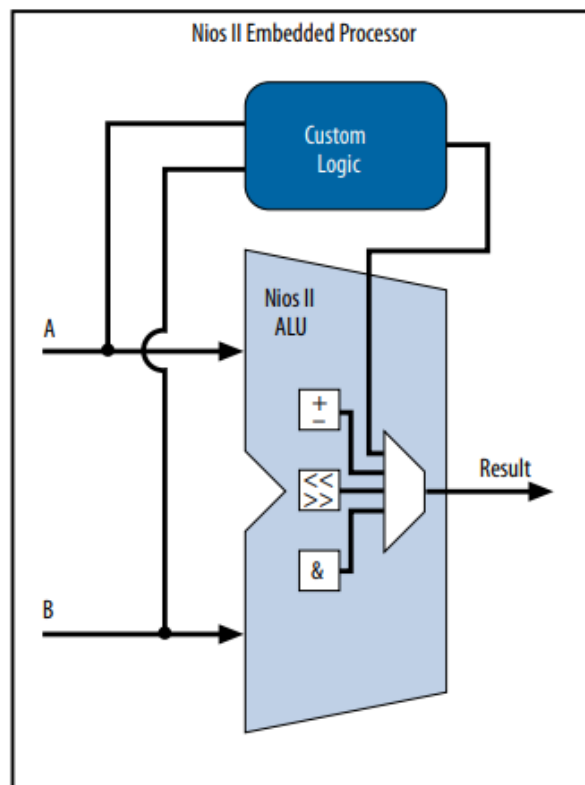 Nios II Embedded Processor
Custom
Logic
Nios II
ALU
A
+
−
<<
>>
Result
&
B